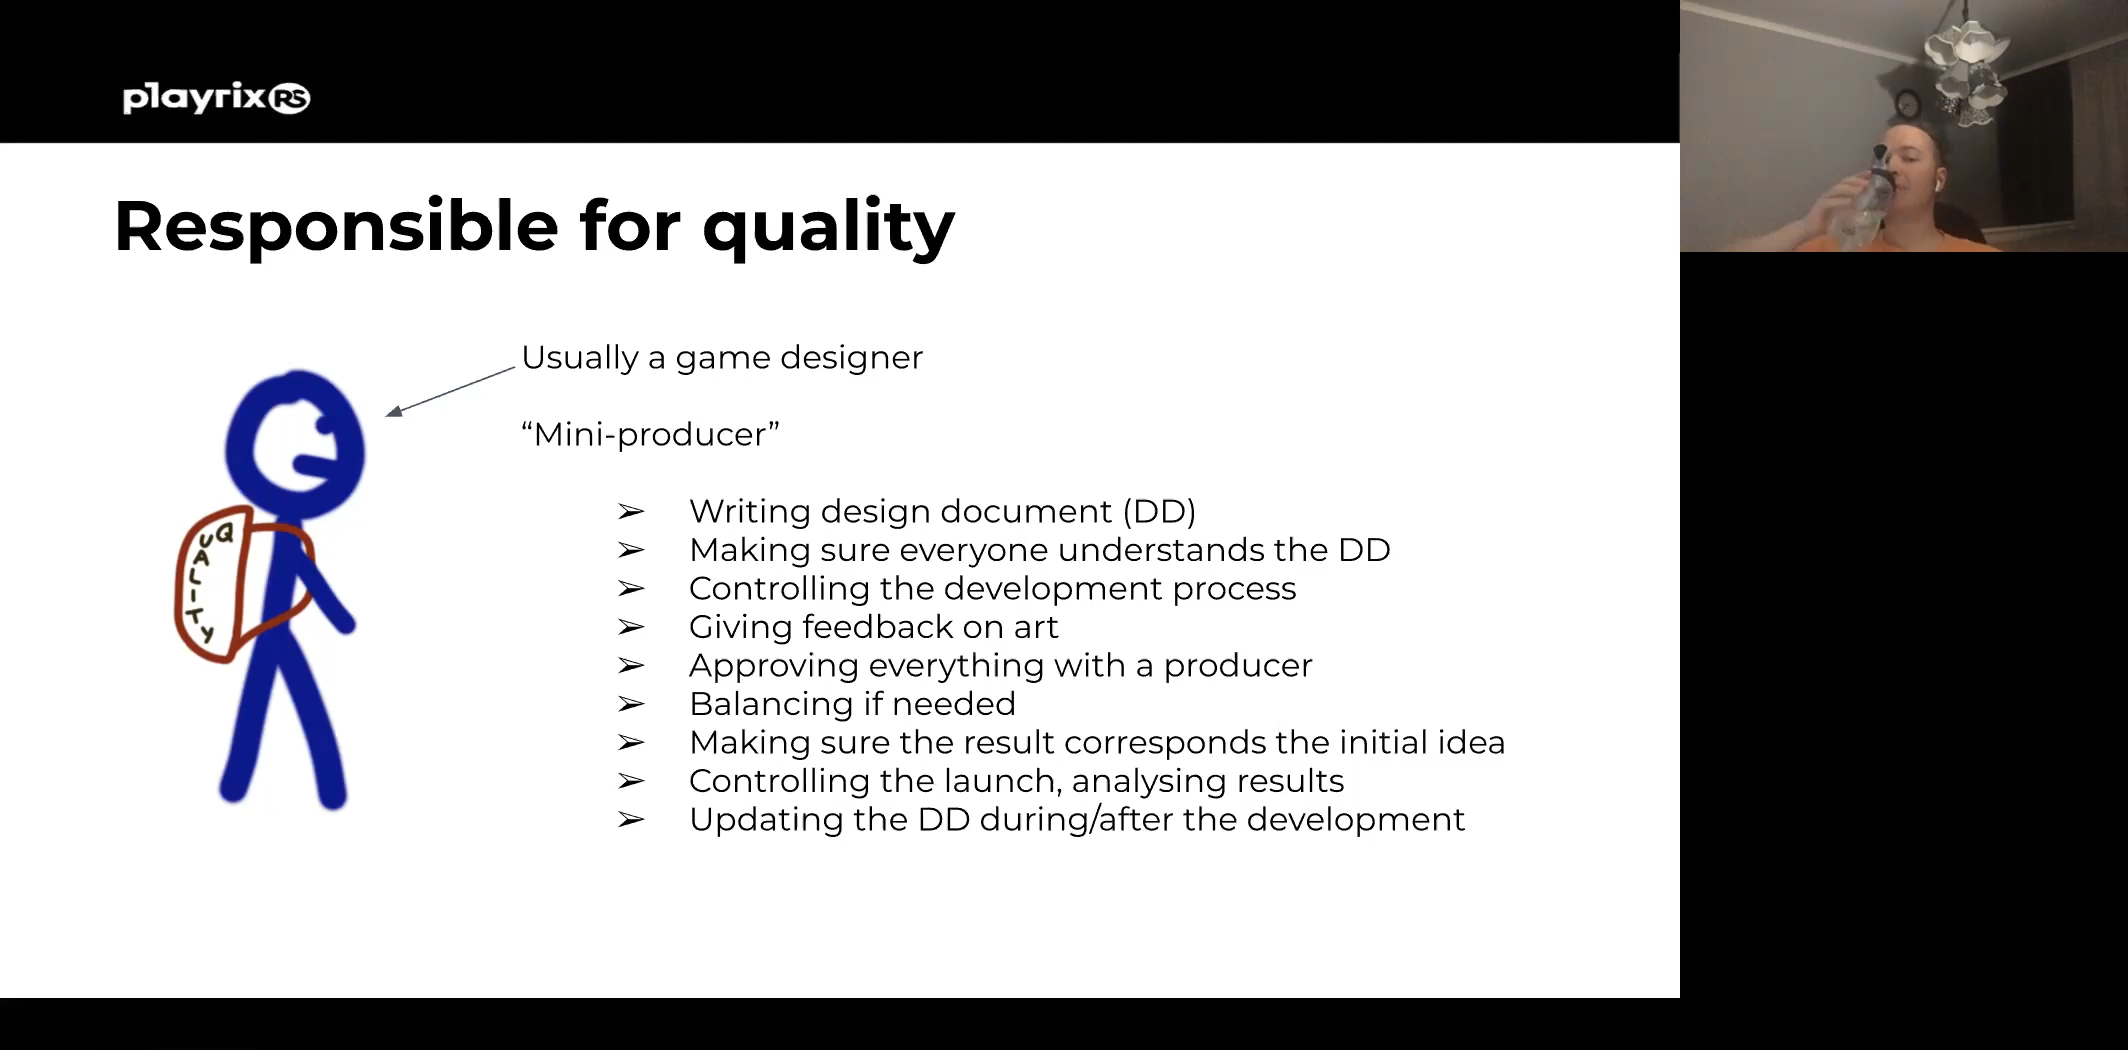 playrix RS
Responsible for quality
Usually a game designer
“Mini-producer”
➢ Writing design document (DD)
➢ Making sure everyone understands the DD
➢ Controlling the development process
➢ Giving feedback on art
➢ Approving everything with a producer
➢ Balancing if needed
➢ Making sure the result corresponds the initial idea
➢ Controlling the launch, analysing results
➢ Updating the DD during/after the development
QUALITY